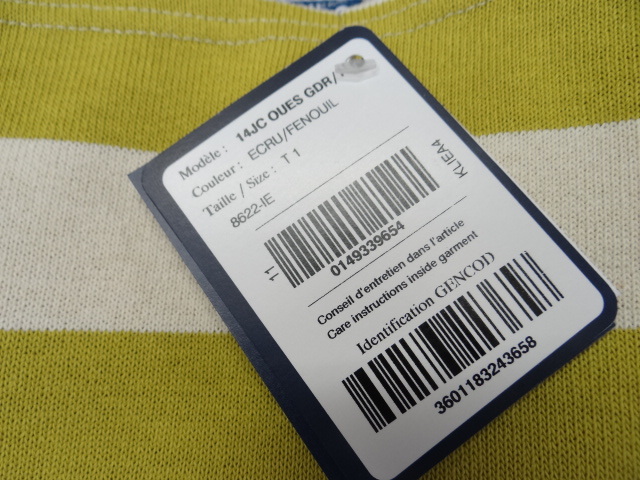 Modèle : 14JC OUES GDR/
Couleur : ECRU/FENOUIL
Taille / Size : T 1
8622-IE
KLIEA4
11
0149339654
Conseil d'entretien dans l'article
Care instructions inside garment
Identification GENCOD
3601183243658